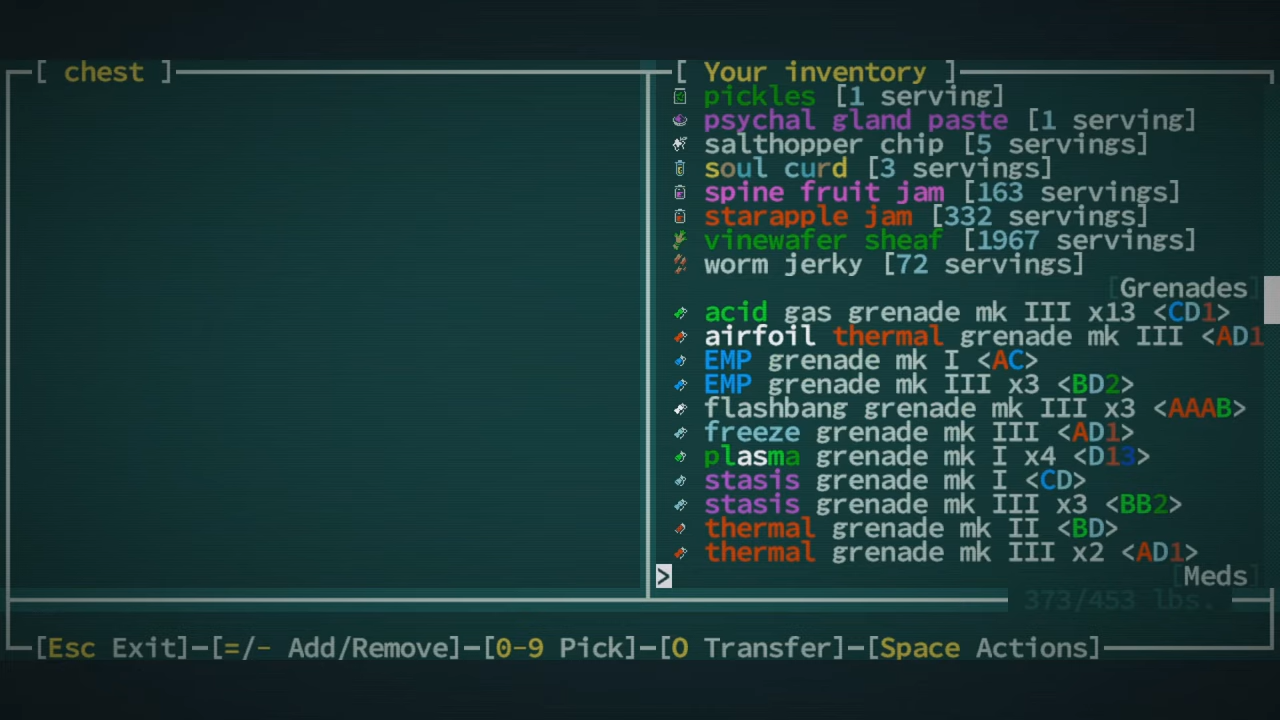 [ chest ]
[ Your inventory ]
pickles [1 serving]
psychal gland paste [1 serving]
salthopper chip [5 servings]
soul curd [3 servings]
spine fruit jam [163 servings]
starapple jam [332 servings]
vinewafer sheaf [1967 servings]
worm jerky [72 servings]
[Grenades]
acid gas grenade mk III x13 <CD1>
airfoil thermal grenade mk III <AD1
EMP grenade mk I <AC>
EMP grenade mk III x3 <BD2>
flashbang grenade mk III x3 <AAAB>
freeze grenade mk III <AD1>
plasma grenade mk I x4 <D13>
stasis grenade mk I <CD>
stasis grenade mk III x3 <BB2>
thermal grenade mk II <BD>
thermal grenade mk III x2 <AD1>
> [Meds]
373/453 lbs.
[Esc Exit]-[=/- Add/Remove]-[0-9 Pick]-[O Transfer]-[Space Actions]